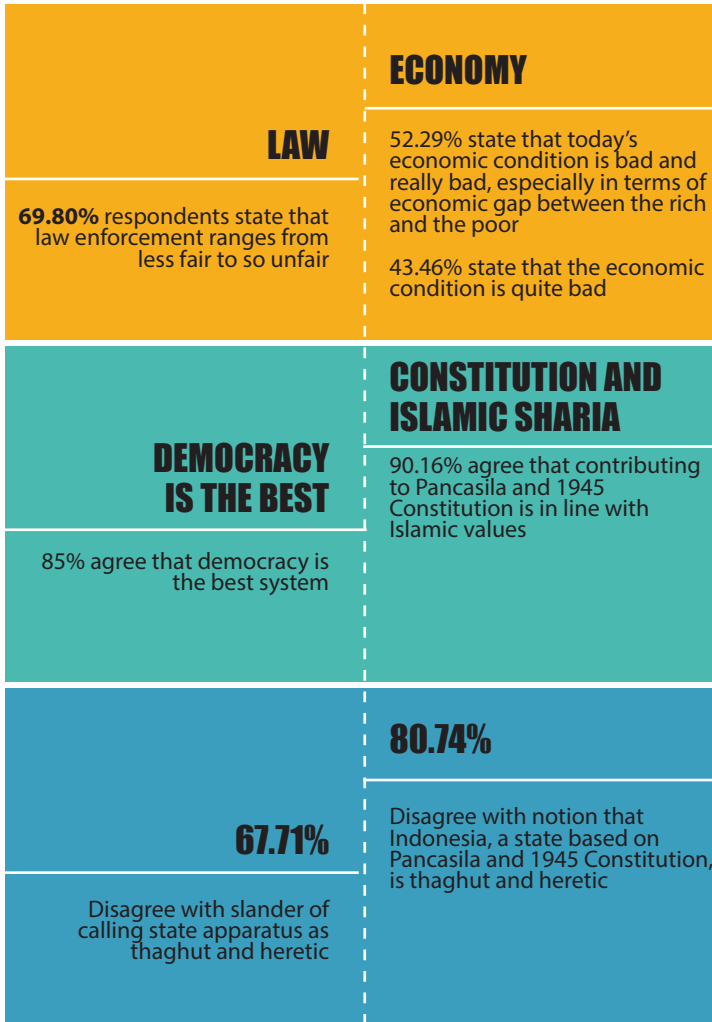 LAW
69.80% respondents state that
law enforcement ranges from
less fair to so unfair
ECONOMY
52.29% state that today's
economic condition is bad and
really bad, especially in terms of
economic gap between the rich
and the poor
43.46% state that the economic
condition is quite bad
DEMOCRACY
IS THE BEST
85% agree that democracy is
the best system
CONSTITUTION AND
ISLAMIC SHARIA
90.16% agree that contributing
to Pancasila and 1945
Constitution is in line with
Islamic values
67.71%
Disagree with slander of
calling state apparatus as
thaghut and heretic
80.74%
Disagree with notion that
Indonesia, a state based on
Pancasila and 1945 Constitution,
is thaghut and heretic